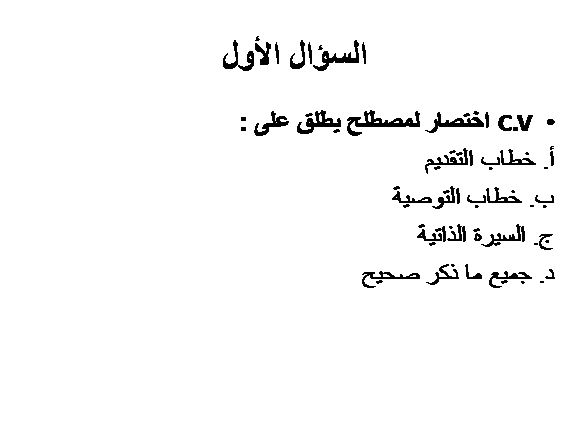 السؤال الأول
• C.V اختصار لمصطلح يطلق على :
أ. خطاب التقديم
ب. خطاب التوصية
ج. السيرة الذاتية
د. جميع ما ذكر صحيح